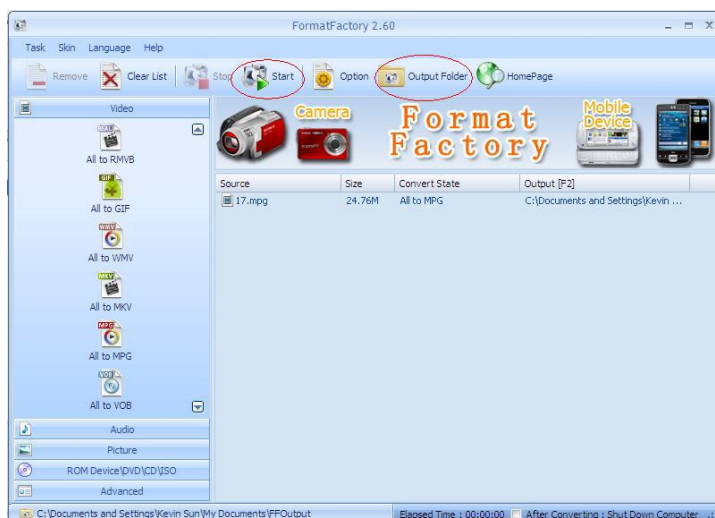 FormatFactory 2.60
Task Skin Language Help
Remove Clear List Stop Start Option Output Folder HomePage
Video
All to RMVB
GIF
All to GIF
WMV
All to WMV
MKV
All to MKV
MPG
All to MPG
VOB
All to VOB
Audio
Picture
ROM Device\DVD\CD\ISO
Advanced
Camera
Format
Factory
Mobile
Device
Source Size Convert State Output [F2]
17.mpg 24.76M All to MPG C:\Documents and Settings\Kevin ...
C:\Documents and Settings\Kevin Sun\My Documents\FFOutput Elapsed Time : 00:00:00 After Converting : Shut Down Computer